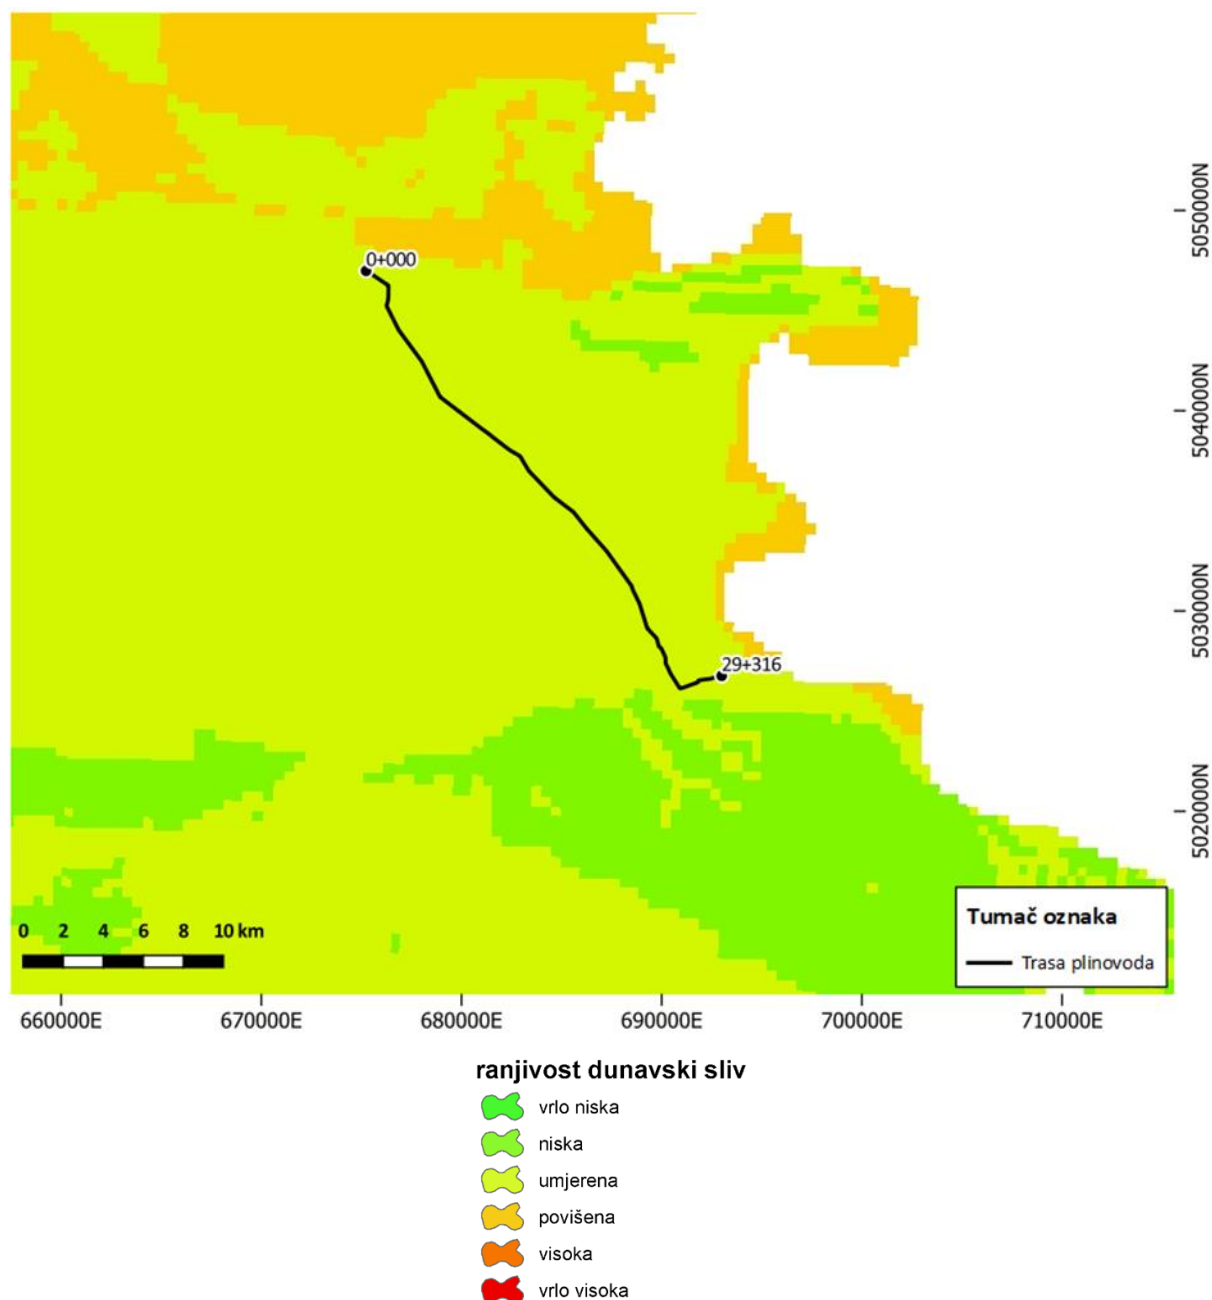 0+000
29+316
5050000N
5040000N
5030000N
5020000N
0 2 4 6 8 10 km
Tumač oznaka
Trasa plinovoda
660000E 670000E 680000E 690000E 700000E 710000E
ranjivost dunavski sliv
vrlo niska
niska
umjerena
povišena
visoka
vrlo visoka